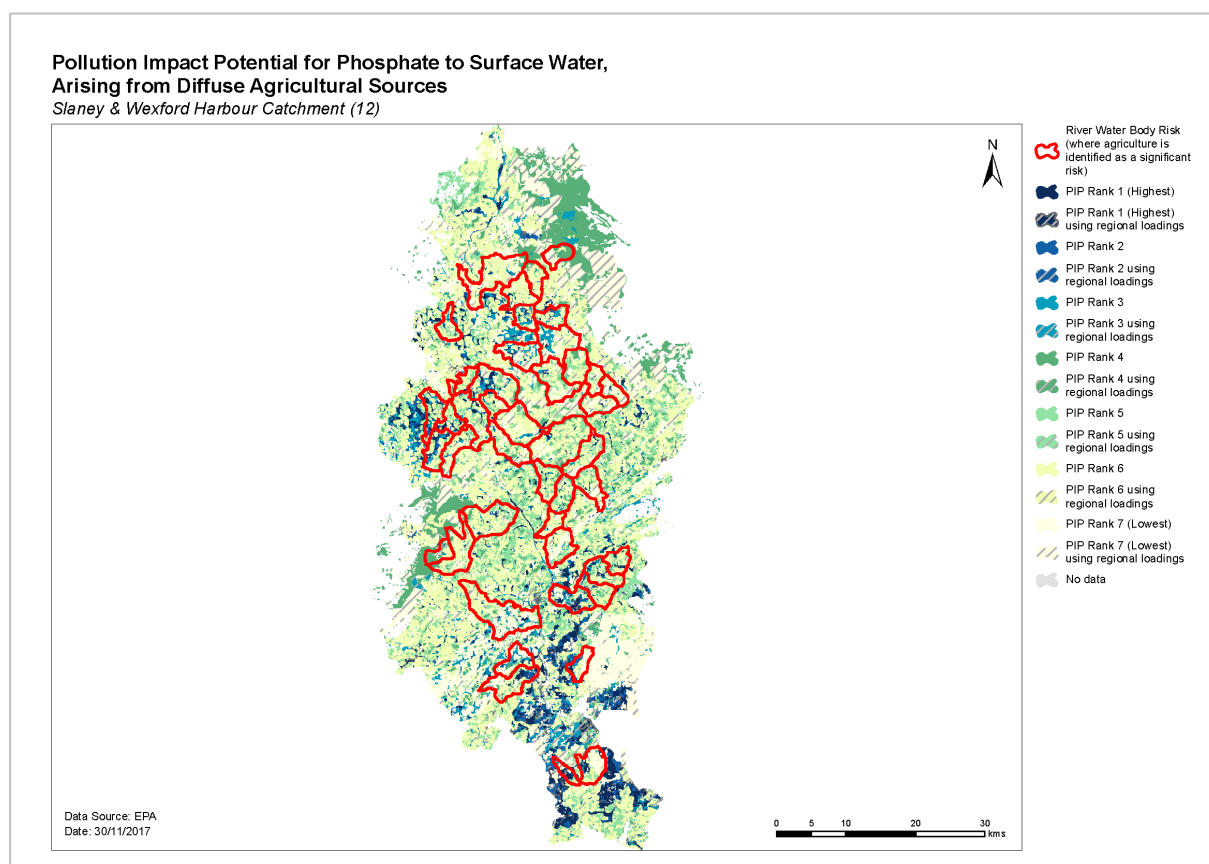 Pollution Impact Potential for Phosphate to Surface Water,
Arising from Diffuse Agricultural Sources
Slaney & Wexford Harbour Catchment (12)
N
River Water Body Risk
(where agriculture is
identified as a significant
risk)
PIP Rank 1 (Highest)
PIP Rank 1 (Highest)
using regional loadings
PIP Rank 2
PIP Rank 2 using
regional loadings
PIP Rank 3
PIP Rank 3 using
regional loadings
PIP Rank 4
PIP Rank 4 using
regional loadings
PIP Rank 5
PIP Rank 5 using
regional loadings
PIP Rank 6
PIP Rank 6 using
regional loadings
PIP Rank 7 (Lowest)
PIP Rank 7 (Lowest)
using regional loadings
No data
Data Source: EPA
Date: 30/11/2017
0 5 10 20 30
kms